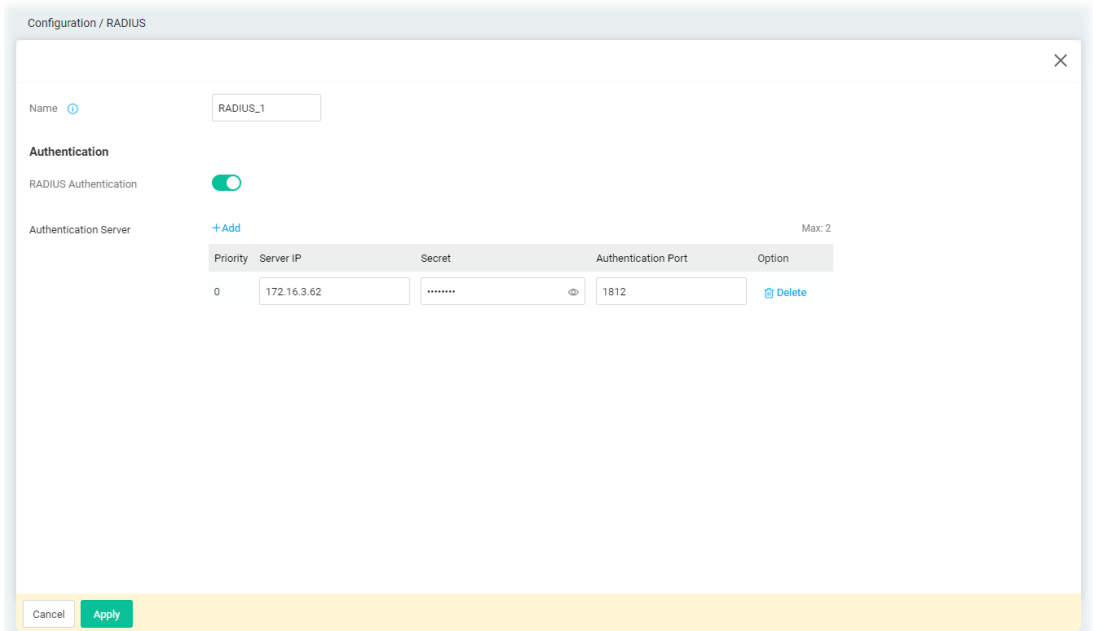 Configuration / RADIUS
Name
RADIUS_1
Authentication
RADIUS Authentication
Authentication Server
+Add
Max: 2
Priority Server IP Secret Authentication Port Option
0 172.16.3.62 •••••••• 1812 Delete
Cancel Apply